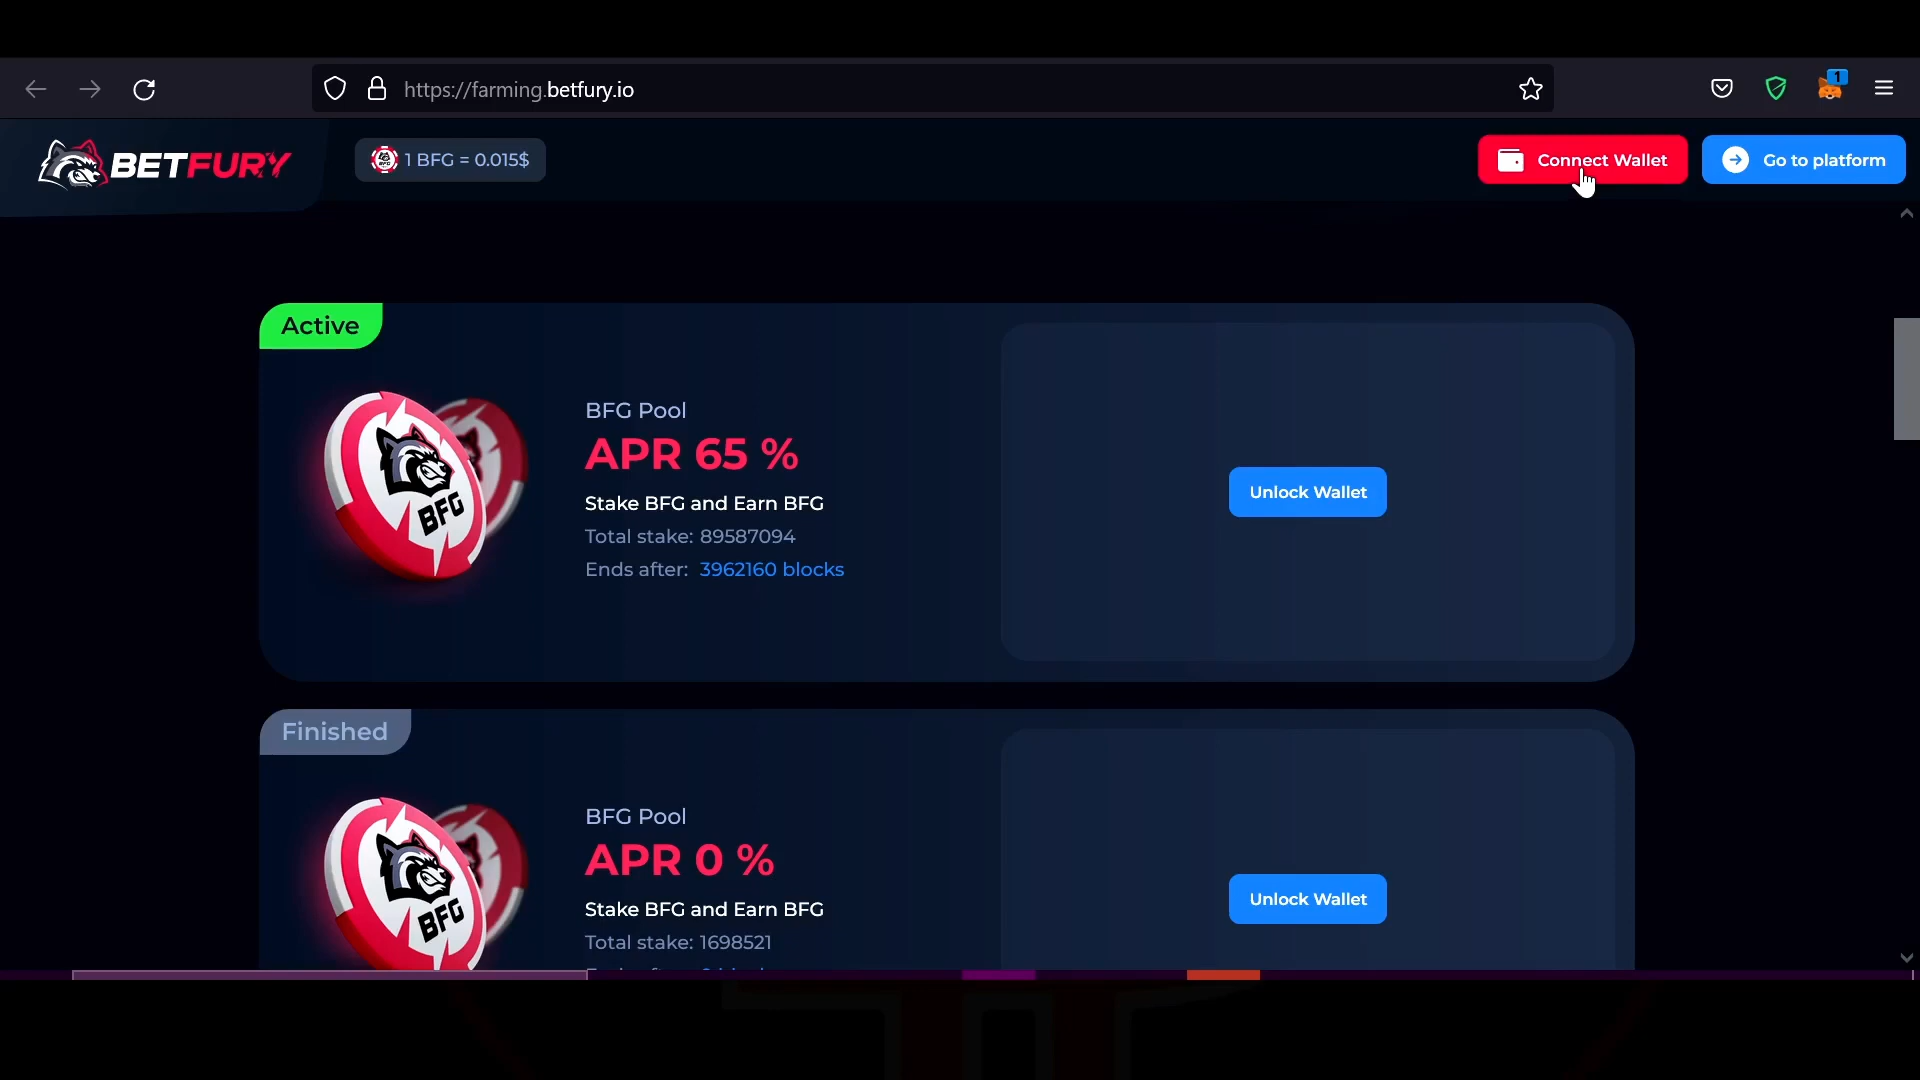 https://farming.betfury.io
1
BETFURY
1 BFG = 0.015$
Connect Wallet
Go to platform
Active
BFG
BFG Pool
APR 65 %
Stake BFG and Earn BFG
Total stake: 89587094
Ends after: 3962160 blocks
Unlock Wallet
Finished
BFG
BFG Pool
APR 0 %
Stake BFG and Earn BFG
Total stake: 1698521
Unlock Wallet